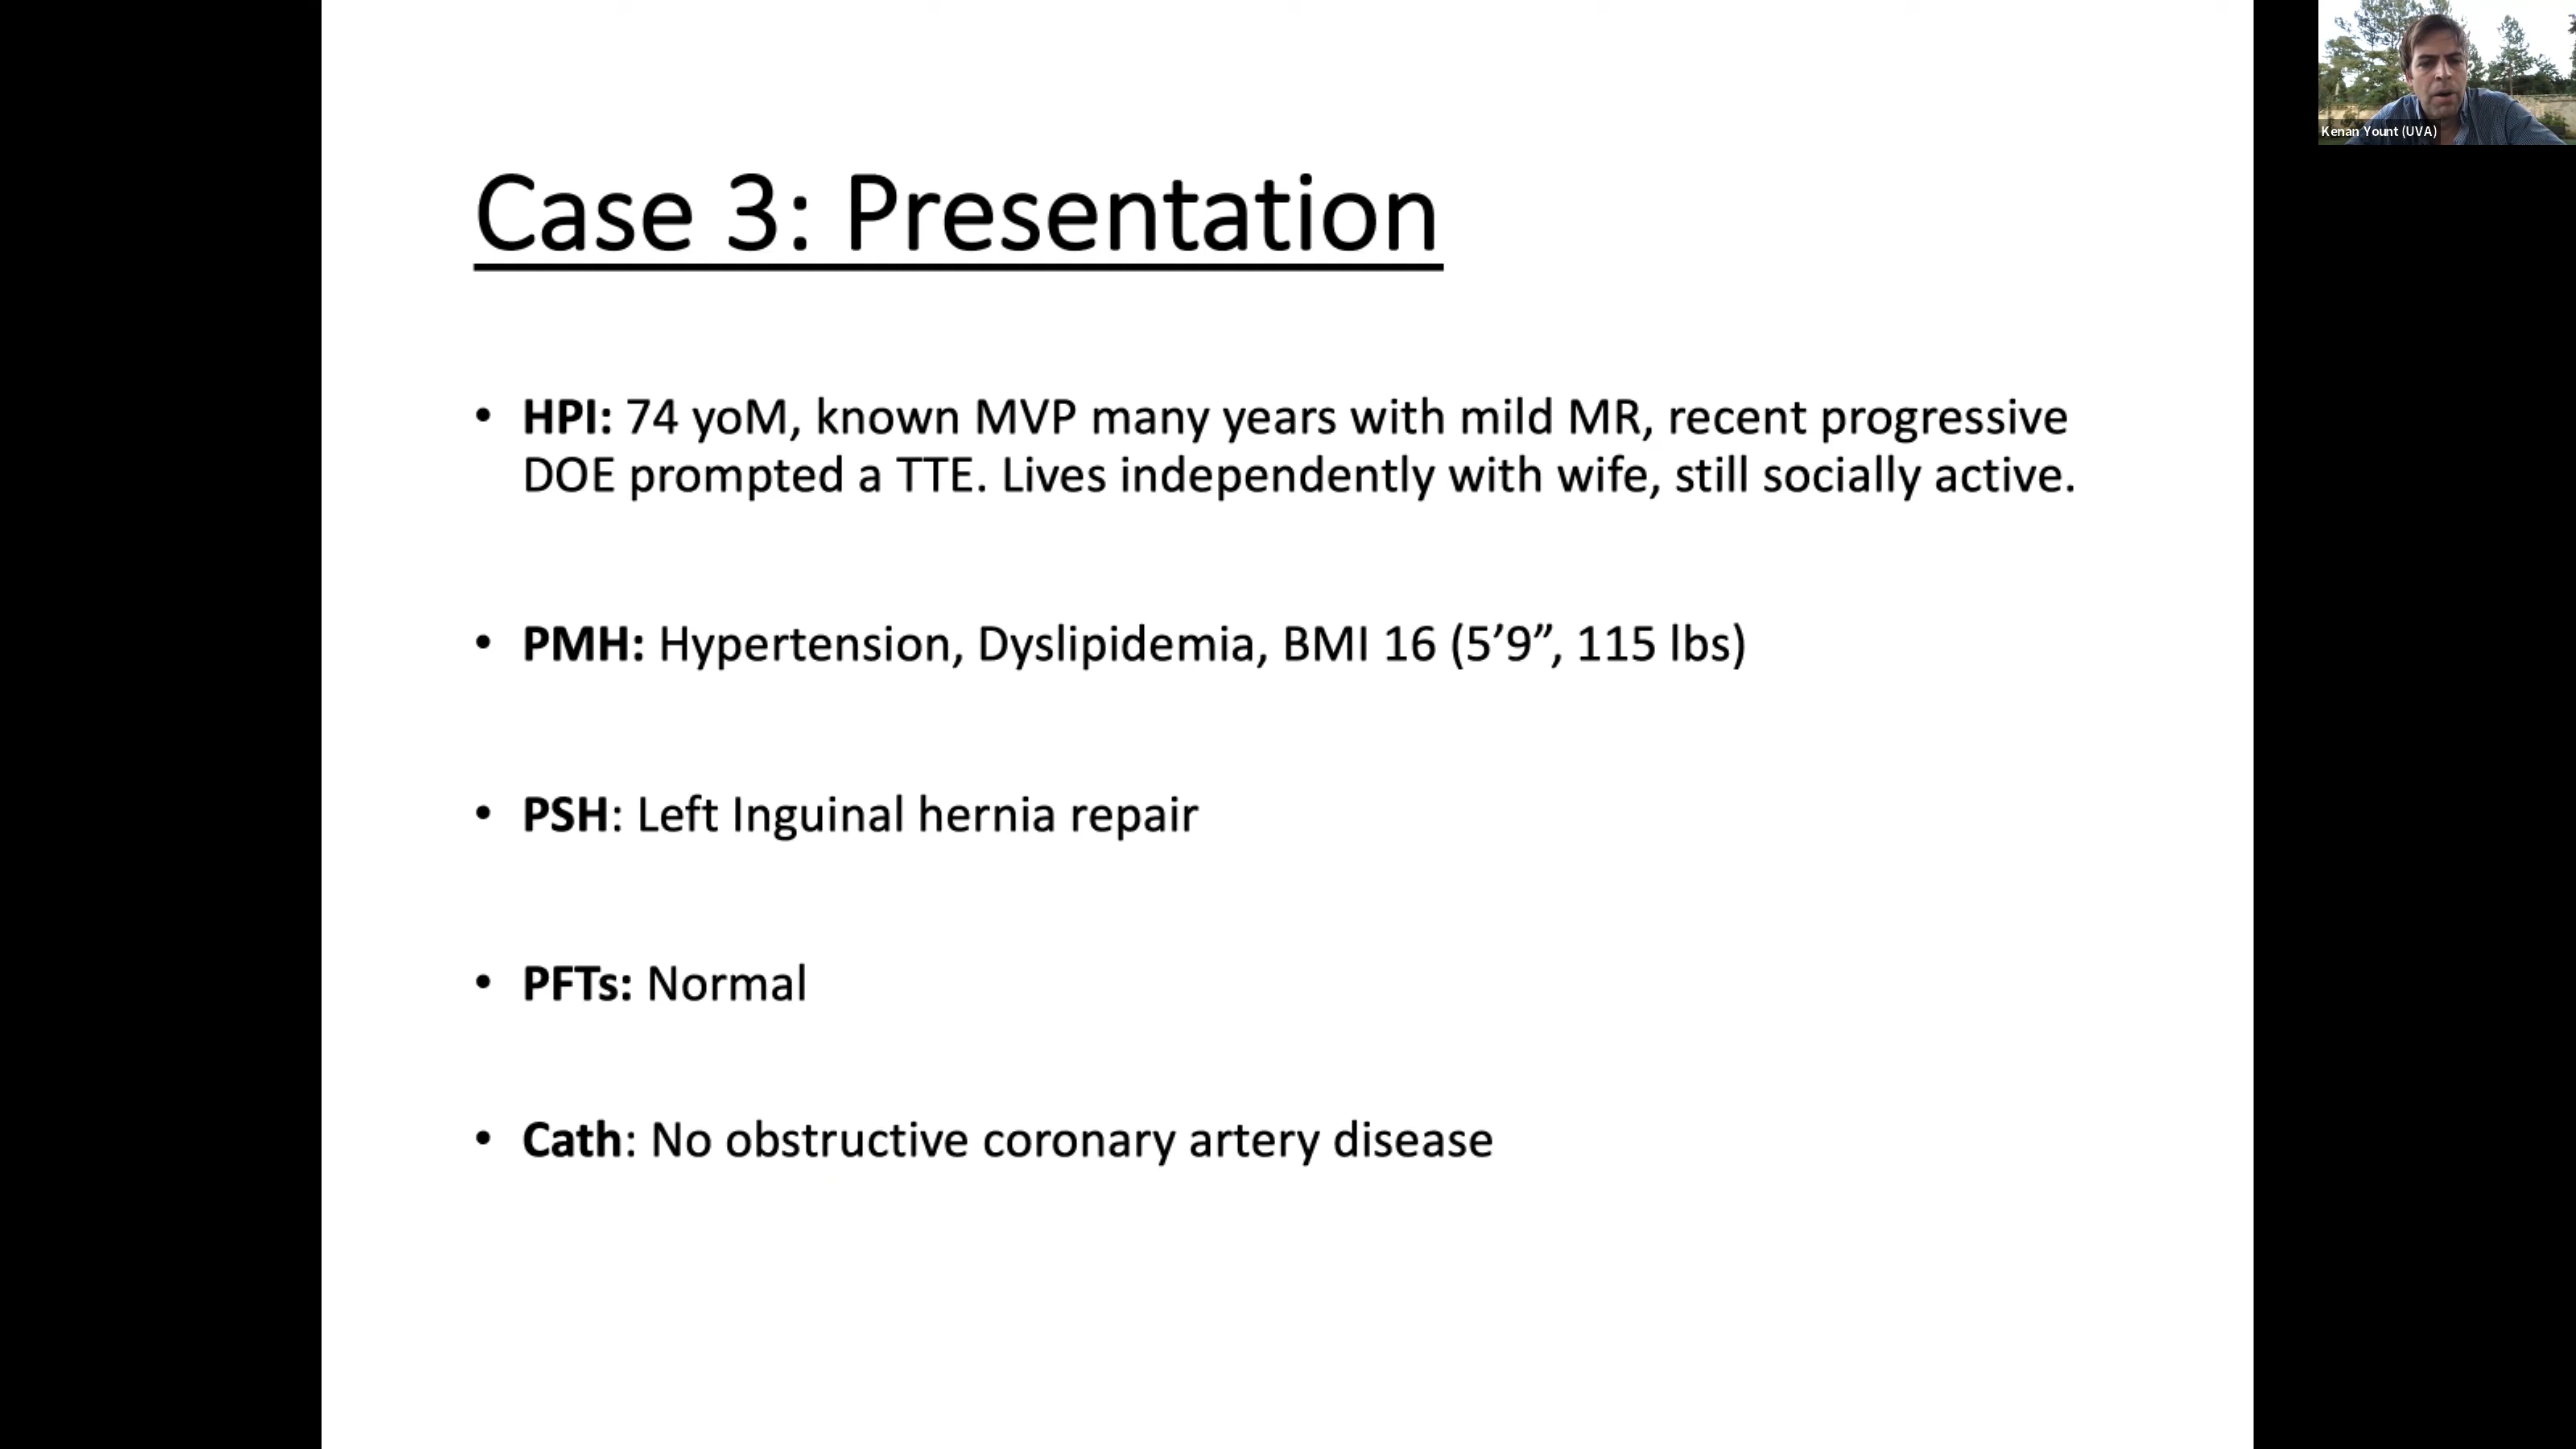 Case 3: Presentation
• HPI: 74 yoM, known MVP many years with mild MR, recent progressive
DOE prompted a TTE. Lives independently with wife, still socially active.
• PMH: Hypertension, Dyslipidemia, BMI 16 (5’9”, 115 lbs)
• PSH: Left Inguinal hernia repair
• PFTs: Normal
• Cath: No obstructive coronary artery disease
Kenan Yount (UVA)